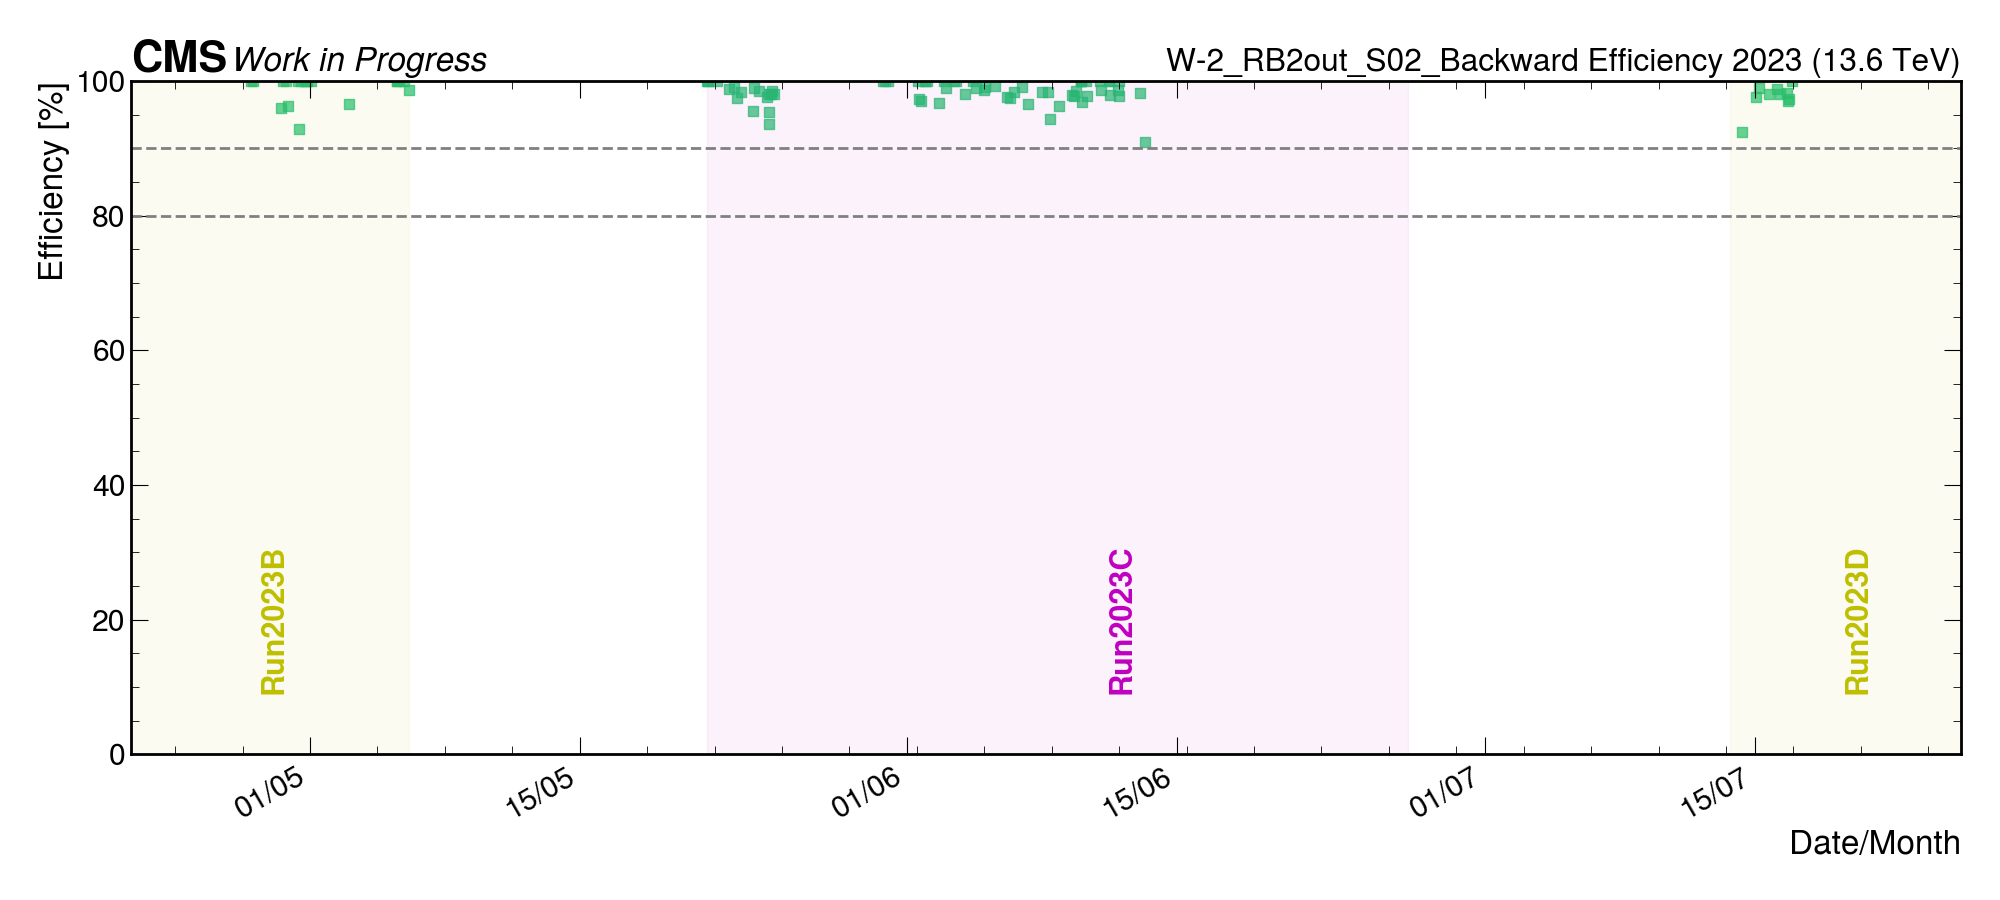 CMS Work in Progress
W-2_RB2out_S02_Backward Efficiency 2023 (13.6 TeV)
Efficiency [%]
100
80
60
40
20
0
Run2023B
Run2023C
Run2023D
01/05
15/05
01/06
15/06
01/07
15/07
Date/Month